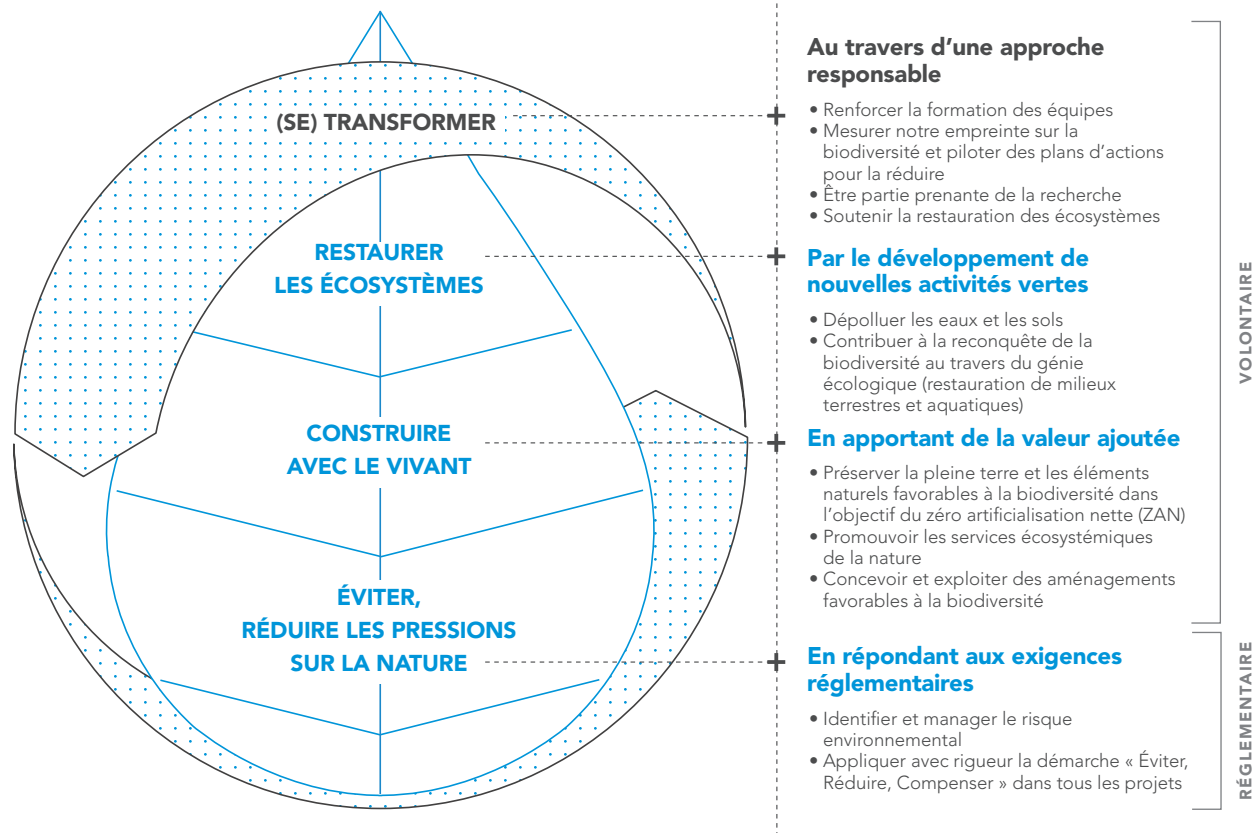 (SE) TRANSFORMER
Au travers d’une approche
responsable
• Renforcer la formation des équipes
• Mesurer notre empreinte sur la
biodiversité et piloter des plans d’actions
pour la réduire
• Être partie prenante de la recherche
• Soutenir la restauration des écosystèmes
RESTAURER
LES ÉCOSYSTÈMES
Par le développement de
nouvelles activités vertes
• Dépolluer les eaux et les sols
• Contribuer à la reconquête de la
biodiversité au travers du génie
écologique (restauration de milieux
terrestres et aquatiques)
CONSTRUIRE
AVEC LE VIVANT
En apportant de la valeur ajoutée
• Préserver la pleine terre et les éléments
naturels favorables à la biodiversité dans
l’objectif du zéro artificialisation nette (ZAN)
• Promouvoir les services écosystémiques
de la nature
• Concevoir et exploiter des aménagements
favorables à la biodiversité
VOLONTAIRE
ÉVITER,
RÉDUIRE LES PRESSIONS
SUR LA NATURE
En répondant aux exigences
réglementaires
• Identifier et manager le risque
environnemental
• Appliquer avec rigueur la démarche « Éviter,
Réduire, Compenser » dans tous les projets
RÉGLEMENTAIRE